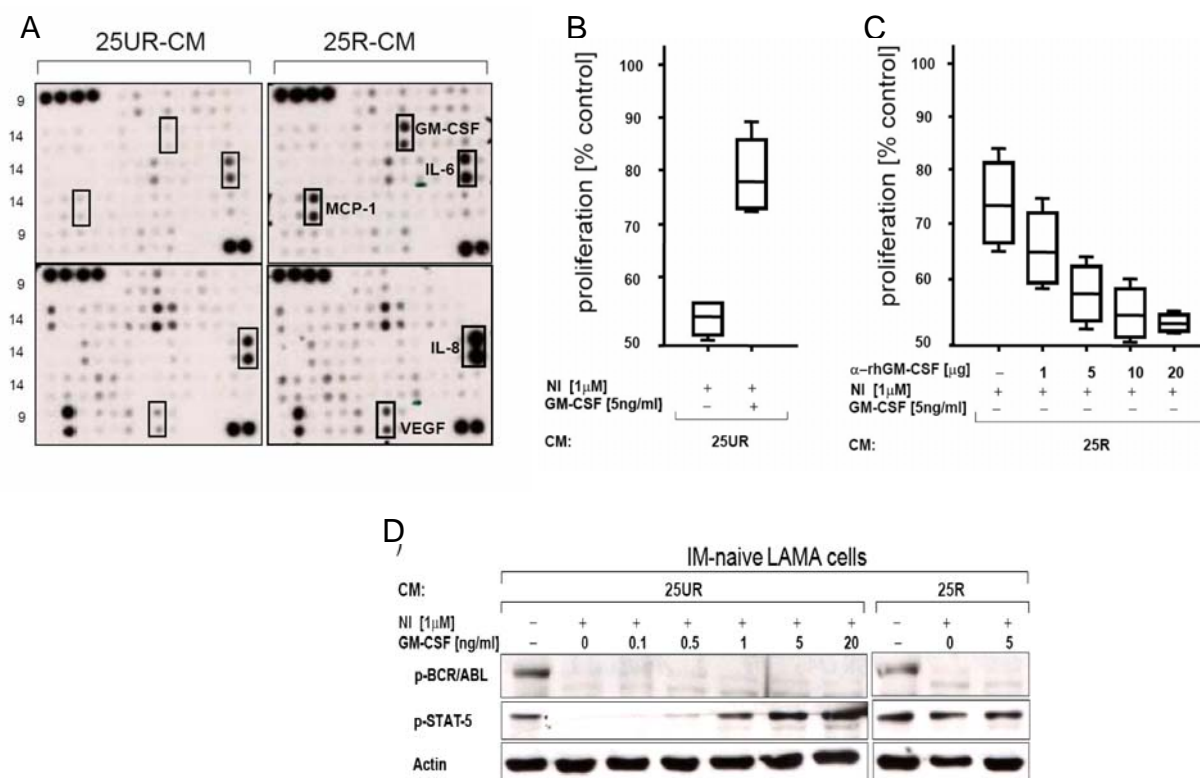 A
25UR-CM
25R-CM
9
14
14
9
9
14
14
9
GM-CSF
IL-6
MCP-1
IL-8
VEGF
B
proliferation [% control]
100
90
80
70
60
50
NI [1µM] + +
GM-CSF [5ng/ml] – +
CM: 25UR
C
proliferation [% control]
100
90
80
70
60
50
α–rhGM-CSF [µg] – 1 5 10 20
NI [1µM] + + + + +
GM-CSF [5ng/ml] – – – – –
CM: 25R
D
IM-naive LAMA cells
CM: 25UR 25R
NI [1µM] – + + + + + + – + +
GM-CSF [ng/ml] – 0 0.1 0.5 1 5 20 – 0 5
p-BCR/ABL
p-STAT-5
Actin